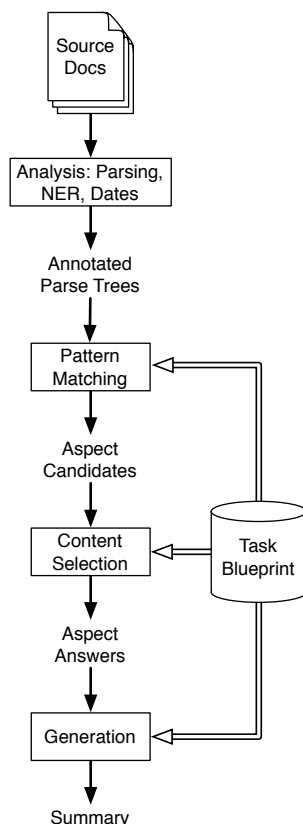 Source
Docs
Analysis: Parsing,
NER, Dates
Annotated
Parse Trees
Pattern
Matching
Aspect
Candidates
Content
Selection
Task
Blueprint
Aspect
Answers
Generation
Summary